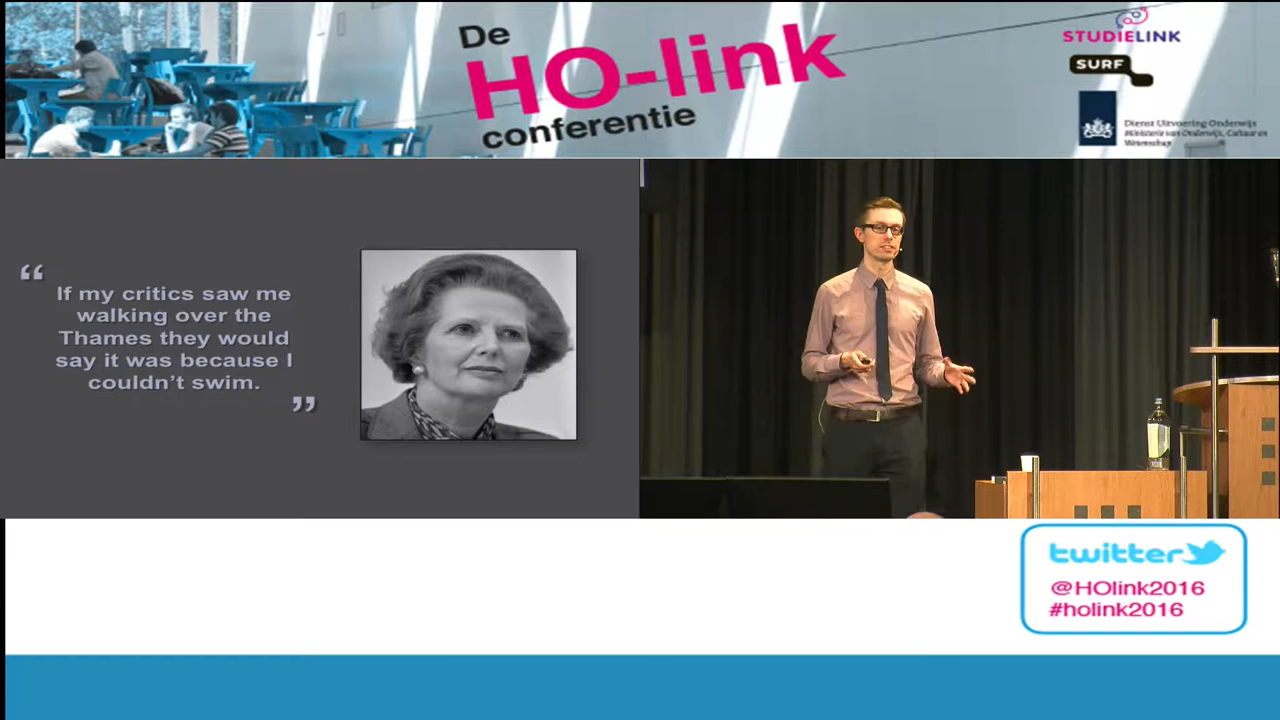 De
HO-link
conferentie
STUDIELINK
SURF
Dienst Uitvoering Onderwijs
Ministerie van Onderwijs, Cultuur en
Wetenschap
“
If my critics saw me
walking over the
Thames they would
say it was because I
couldn’t swim.
”
twitter
@HOlink2016
#holink2016